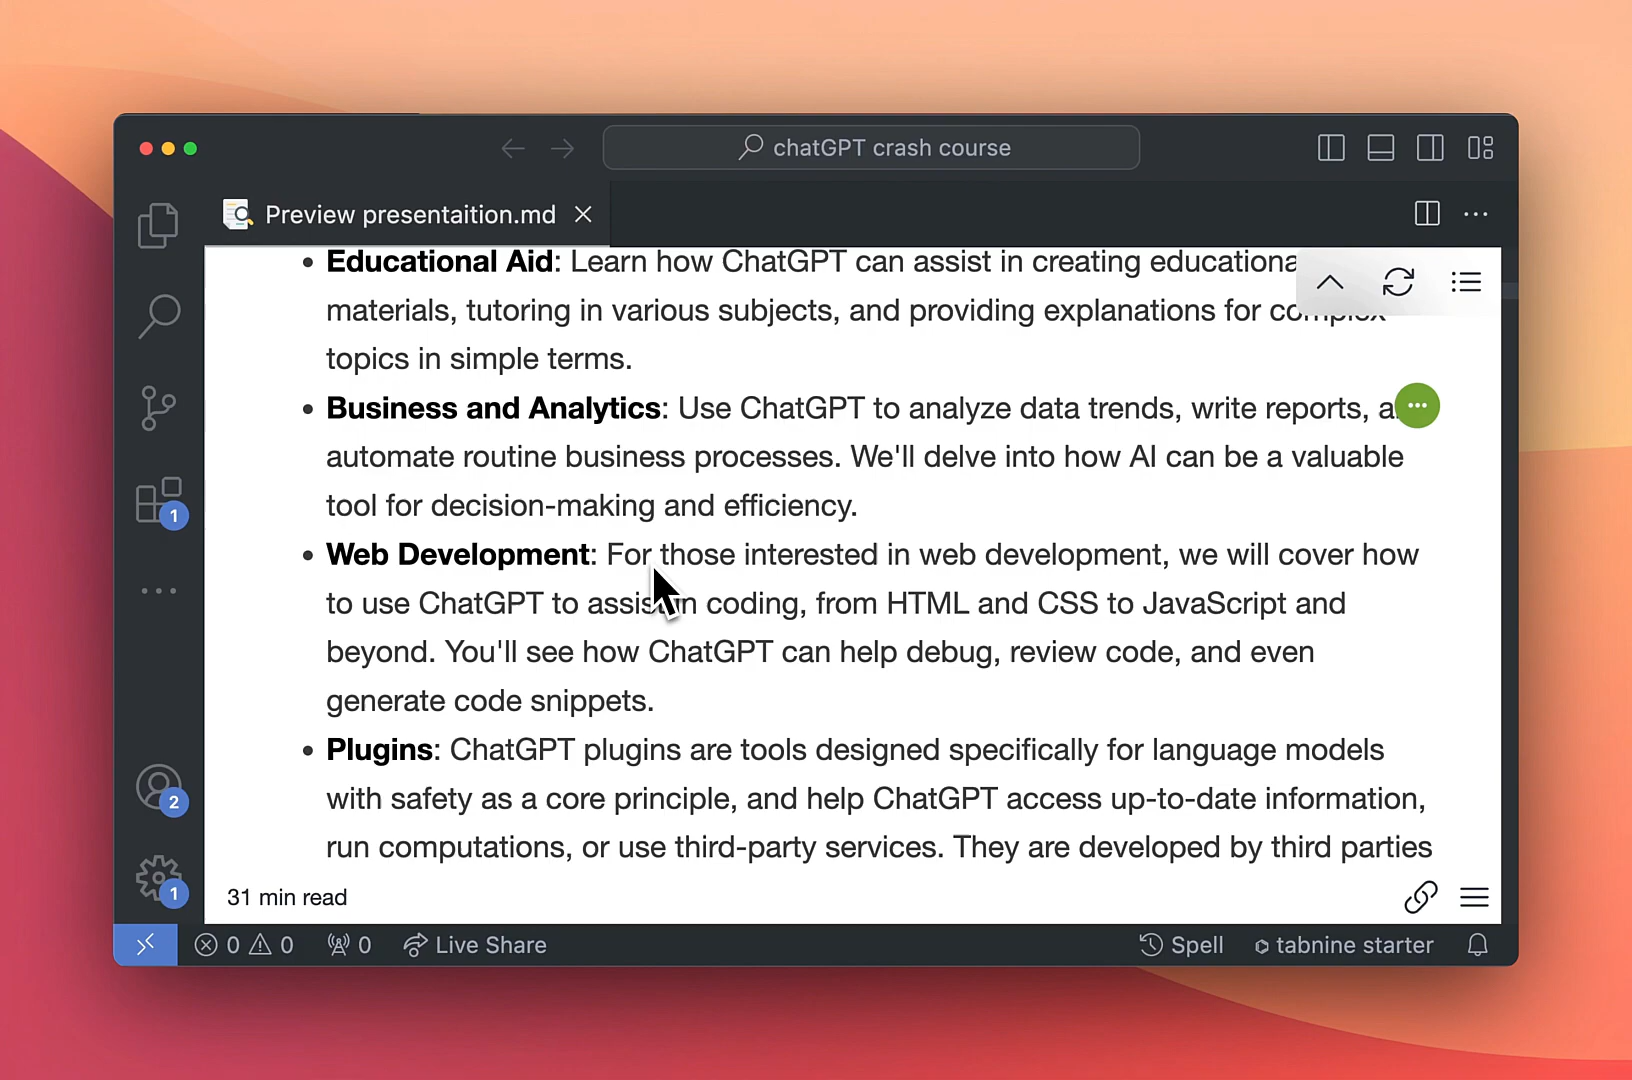 chatGPT crash course
Preview presentaition.md
Educational Aid: Learn how ChatGPT can assist in creating educationa
materials, tutoring in various subjects, and providing explanations for complex
topics in simple terms.
Business and Analytics: Use ChatGPT to analyze data trends, write reports, a
automate routine business processes. We'll delve into how AI can be a valuable
tool for decision-making and efficiency.
Web Development: For those interested in web development, we will cover how
to use ChatGPT to assist in coding, from HTML and CSS to JavaScript and
beyond. You'll see how ChatGPT can help debug, review code, and even
generate code snippets.
Plugins: ChatGPT plugins are tools designed specifically for language models
with safety as a core principle, and help ChatGPT access up-to-date information,
run computations, or use third-party services. They are developed by third parties
1
2
1
31 min read
0 0 0 Live Share Spell tabnine starter